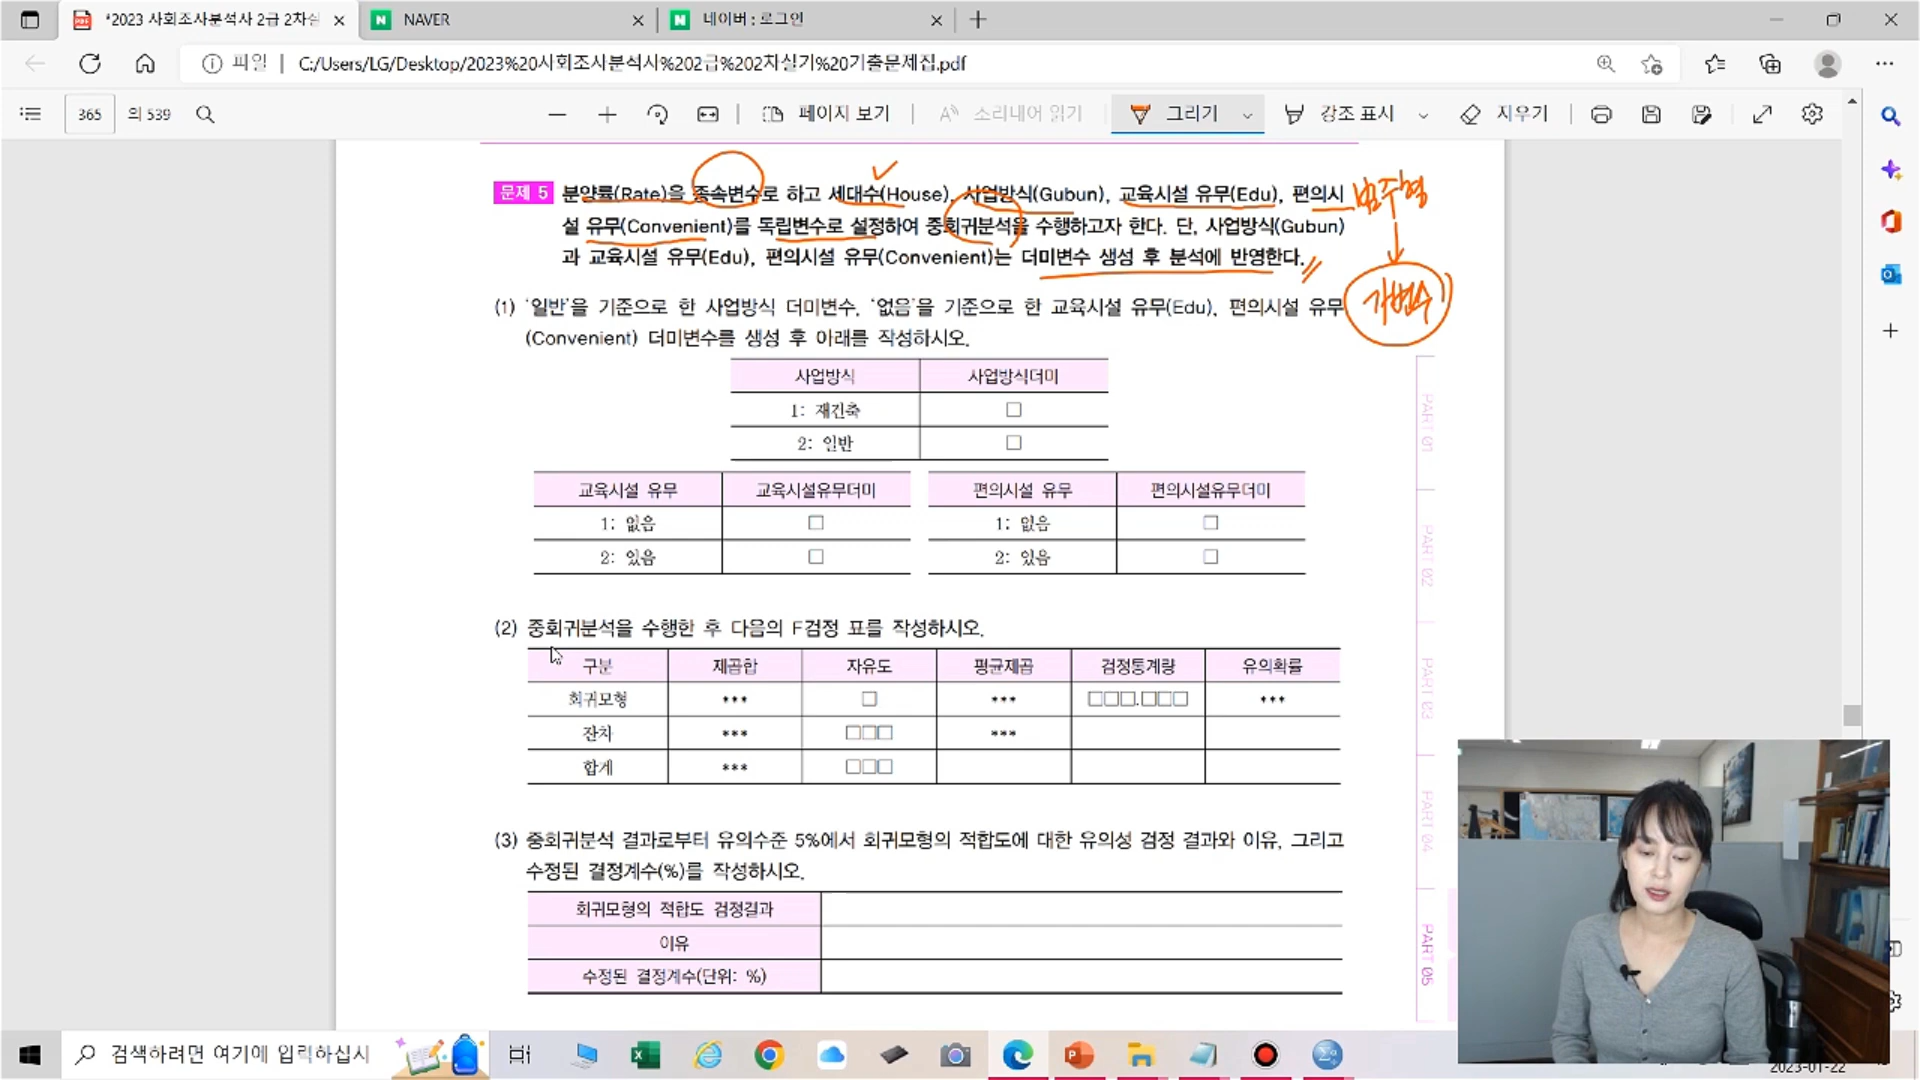 *2023 사회조사분석사 2급 2차실
NAVER
네이버 : 로그인
파일
C:/Users/LG/Desktop/2023%20사회조사분석사%202급%202차실기%20기출문제집.pdf
365 의 539
페이지 보기
소리내어 읽기
그리기
강조 표시
지우기
문제 5 분양률(Rate)을 종속변수로 하고 세대수(House), 사업방식(Gubun), 교육시설 유무(Edu), 편의시
설 유무(Convenient)를 독립변수로 설정하여 중회귀분석을 수행하고자 한다. 단, 사업방식(Gubun)
과 교육시설 유무(Edu), 편의시설 유무(Convenient)는 더미변수 생성 후 분석에 반영한다.
범주형
가변수
(1) '일반'을 기준으로 한 사업방식 더미변수, '없음'을 기준으로 한 교육시설 유무(Edu), 편의시설 유무
(Convenient) 더미변수를 생성 후 아래를 작성하시오.
사업방식 사업방식더미
1: 재건축 □
2: 일반 □
교육시설 유무 교육시설유무더미 편의시설 유무 편의시설유무더미
1: 없음 □ 1: 없음 □
2: 있음 □ 2: 있음 □
(2) 중회귀분석을 수행한 후 다음의 F검정 표를 작성하시오.
구분 제곱합 자유도 평균제곱 검정통계량 유의확률
회귀모형 *** □ *** □□□.□□□ ***
잔차 *** □□□ ***
합계 *** □□□
(3) 중회귀분석 결과로부터 유의수준 5%에서 회귀모형의 적합도에 대한 유의성 검정 결과와 이유, 그리고
수정된 결정계수(%)를 작성하시오.
회귀모형의 적합도 검정결과
이유
수정된 결정계수(단위: %)
PART 01
PART 02
PART 03
PART 04
PART 05
검색하려면 여기에 입력하십시
2023-01-22